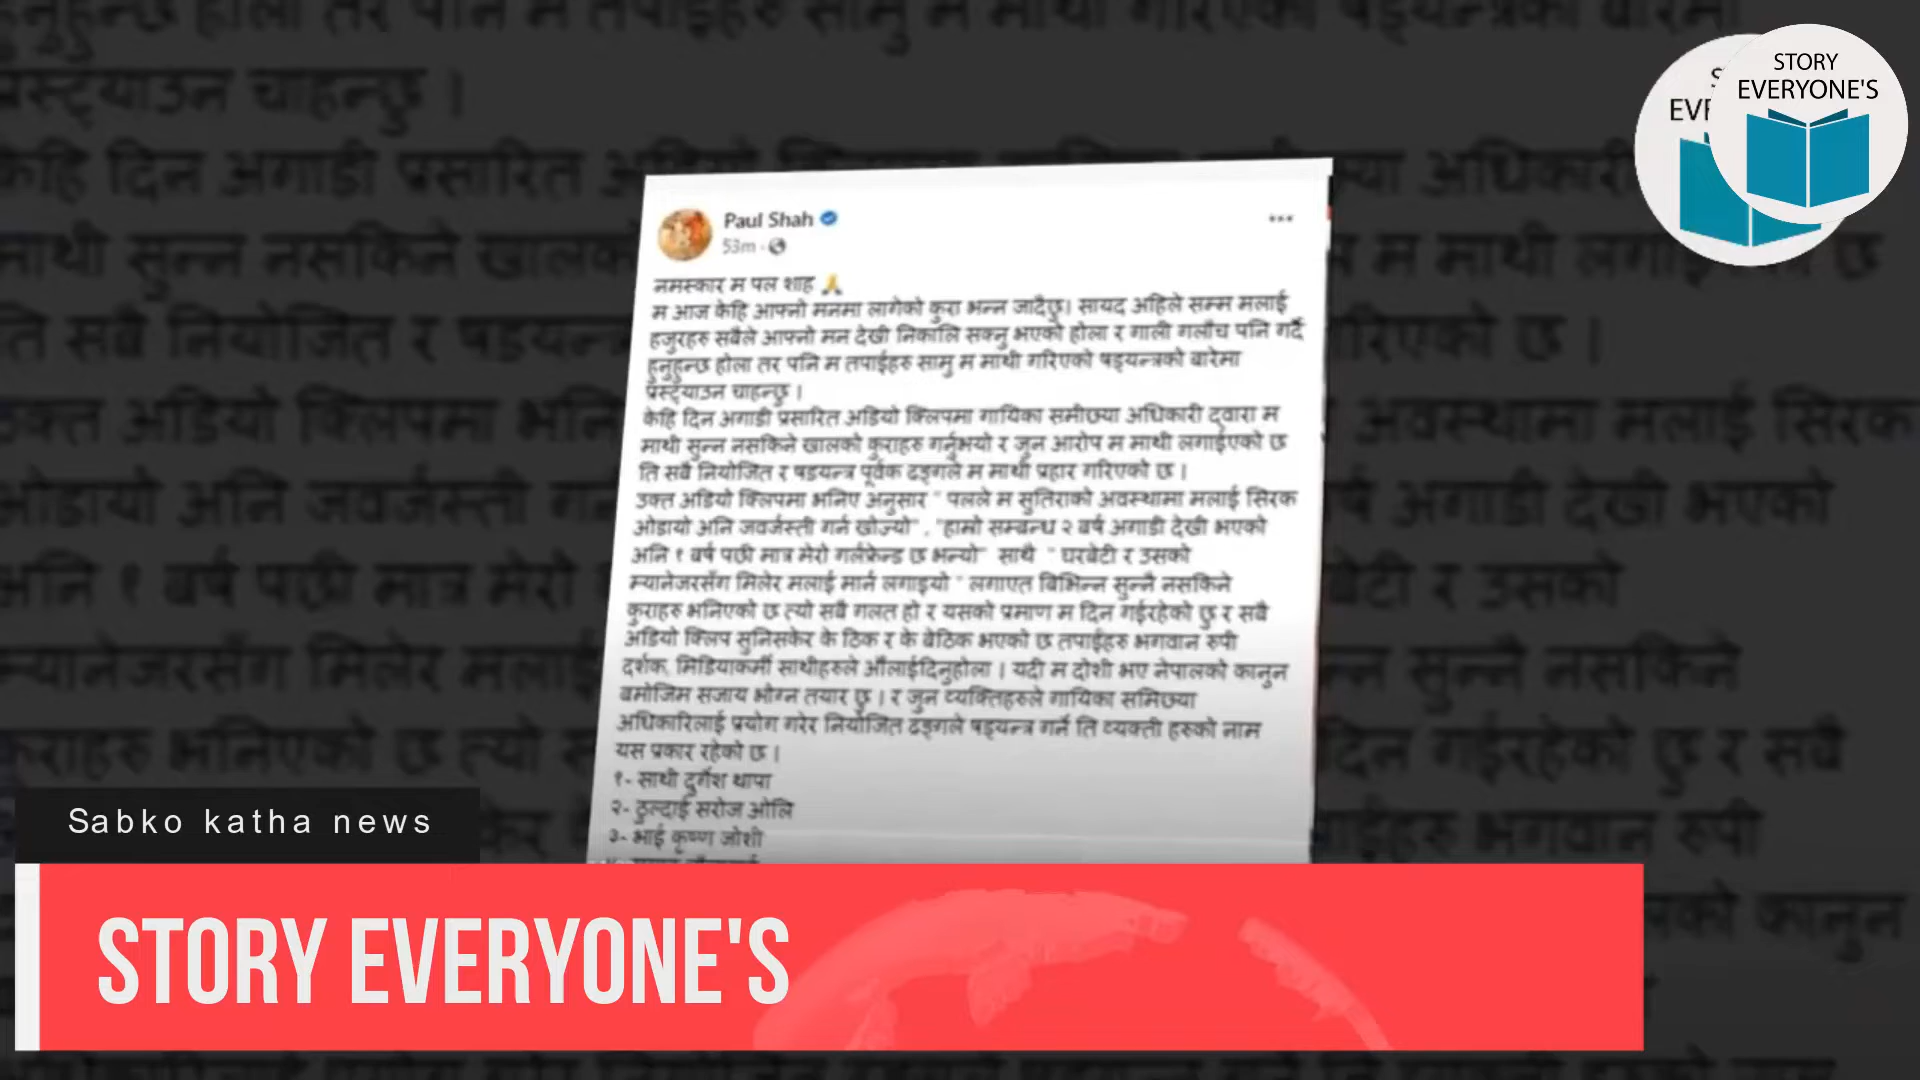 STORY
EVERYONE'S
Paul Shah
53m
नमस्कार म पल शाह 🙏
म आज केहि आफ्नो मनमा लागेको कुरा भन्न जादैछु। सायद अहिले सम्म मलाई
हजुरहरु सबैले आफ्नो मन देखी निकालि सक्नु भएको होला र गाली गलौच पनि गर्दै
हुनुहुन्छ होला तर पनि म तपाईहरु सामु म माथी गरिएको षड्यन्त्रको बारेमा
प्रस्ट्याउन चाहन्छु ।
केहि दिन अगाडी प्रसारित अडियो क्लिपमा गायिका समीछ्या अधिकारी द्वारा म
माथी सुन्न नसकिने खालको कुराहरु गर्नुभयो र जुन आरोप म माथी लगाईएको छ
ति सबै नियोजित र षडयन्त्र पूर्वक ढङ्गले म माथी प्रहार गरिएको छ ।
उक्त अडियो क्लिपमा भनिए अनुसार " पलले म सुतिराको अवस्थामा मलाई सिरक
ओडायो अनि जवर्जस्ती गर्न खोज्यो" , "हाम्रो सम्बन्ध २ बर्ष अगाडी देखी भएको
अनि १ बर्ष पछी मात्र मेरो गर्लफ्रेन्ड छ भन्यो" साथै " घरबेटी र उसको
म्यानेजरसँग मिलेर मलाई मार्न लगाइयो " लगाएत बिभिन्न सुन्नै नसकिने
कुराहरु भनिएको छ त्यो सबै गलत हो र यसको प्रमाण म दिन गईरहेको छु र सबै
अडियो क्लिप सुनिसकेर के ठिक र के बेठिक भएको छ तपाईहरु भगवान रुपी
दर्शक, मिडियाकर्मी साथीहरुले औंलाईदिनुहोला । यदी म दोशी भए नेपालको कानुन
बमोजिम सजाय भोग्न तयार छु । र जुन व्यक्तिहरुले गायिका समिछ्या
अधिकारिलाई प्रयोग गरेर नियोजित ढङ्गले षड्यन्त्र गर्ने ति व्यक्ती हरुको नाम
यस प्रकार रहेको छ ।
१- साथी दुर्गेश थापा
२- ठुल्दाई सरोज ओलि
३- भाई कृष्ण जोशी
Sabko katha news
STORY EVERYONE'S